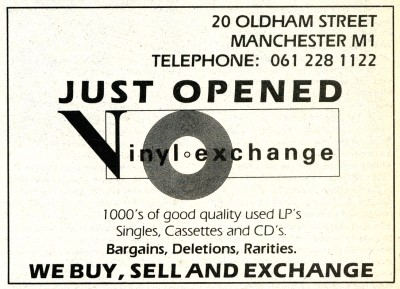 20 OLDHAM STREET
MANCHESTER M1
TELEPHONE: 061 228 1122
JUST OPENED
Vinyl exchange
1000's of good quality used LP's
Singles, Cassettes and CD's.
Bargains, Deletions, Rarities.
WE BUY, SELL AND EXCHANGE